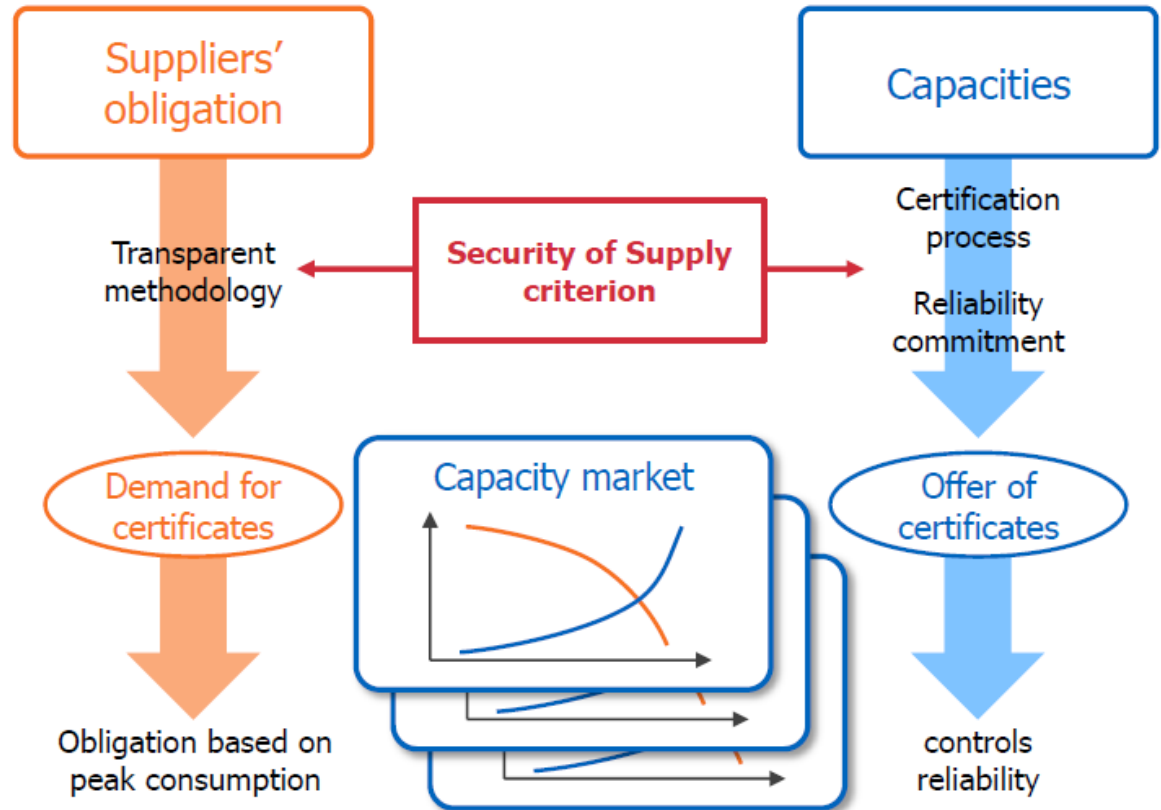 Suppliers'
obligation
Capacities
Transparent
methodology
Security of Supply
criterion
Certification
process
Reliability
commitment
Demand for
certificates
Capacity market
Offer of
certificates
Obligation based on
peak consumption
controls
reliability